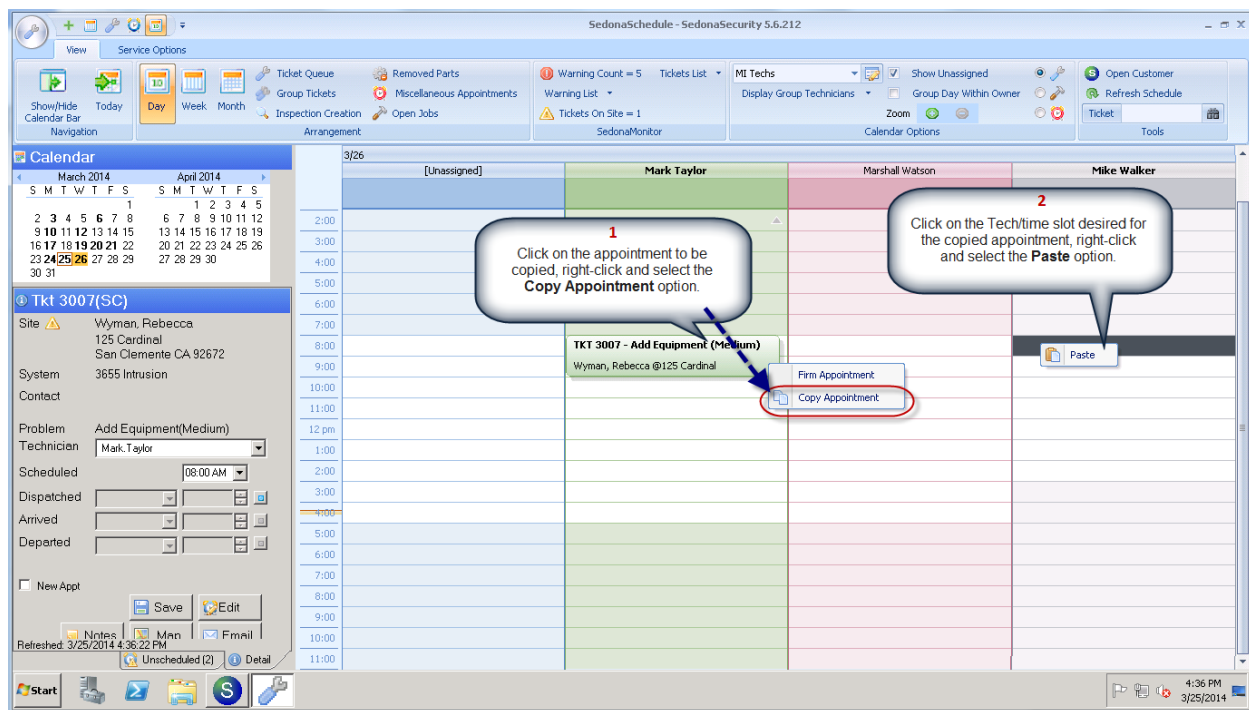 SedonaSchedule - SedonaSecurity 5.6.212
View Service Options
Show/Hide Calendar Bar
Today
Navigation
Day Week Month
Ticket Queue
Group Tickets
Inspection Creation
Removed Parts
Miscellaneous Appointments
Open Jobs
Arrangement
Warning Count = 5 Tickets List
Warning List
Tickets On Site = 1
SedonaMonitor
MI Techs
Display Group Technicians
Show Unassigned
Group Day Within Owner
Zoom
Calendar Options
Open Customer
Refresh Schedule
Ticket
Tools
Calendar
March 2014
S M T W T F S
1
2 3 4 5 6 7 8
9 10 11 12 13 14 15
16 17 18 19 20 21 22
23 24 25 26 27 28 29
30 31
April 2014
S M T W T F S
1 2 3 4 5
6 7 8 9 10 11 12
13 14 15 16 17 18 19
20 21 22 23 24 25 26
27 28 29 30
Tkt 3007(SC)
Site Wyman, Rebecca
125 Cardinal
San Clemente CA 92672
System 3655 Intrusion
Contact
Problem Add Equipment(Medium)
Technician Mark.Taylor
Scheduled 08:00 AM
Dispatched
Arrived
Departed
New Appt
Save Edit
Notes Map Email
Refreshed: 3/25/2014 4:36:22 PM
Unscheduled (2) Detail
3/26
[Unassigned] Mark Taylor Marshall Watson Mike Walker
2:00
3:00
4:00
5:00
6:00
7:00
8:00
9:00
10:00
11:00
12 pm
1:00
2:00
3:00
4:00
5:00
6:00
7:00
8:00
9:00
10:00
11:00
1
Click on the appointment to be
copied, right-click and select the
Copy Appointment option.
2
Click on the Tech/time slot desired for
the copied appointment, right-click
and select the Paste option.
TKT 3007 - Add Equipment (Medium)
Wyman, Rebecca @125 Cardinal
Firm Appointment
Copy Appointment
Paste
Start
4:36 PM
3/25/2014